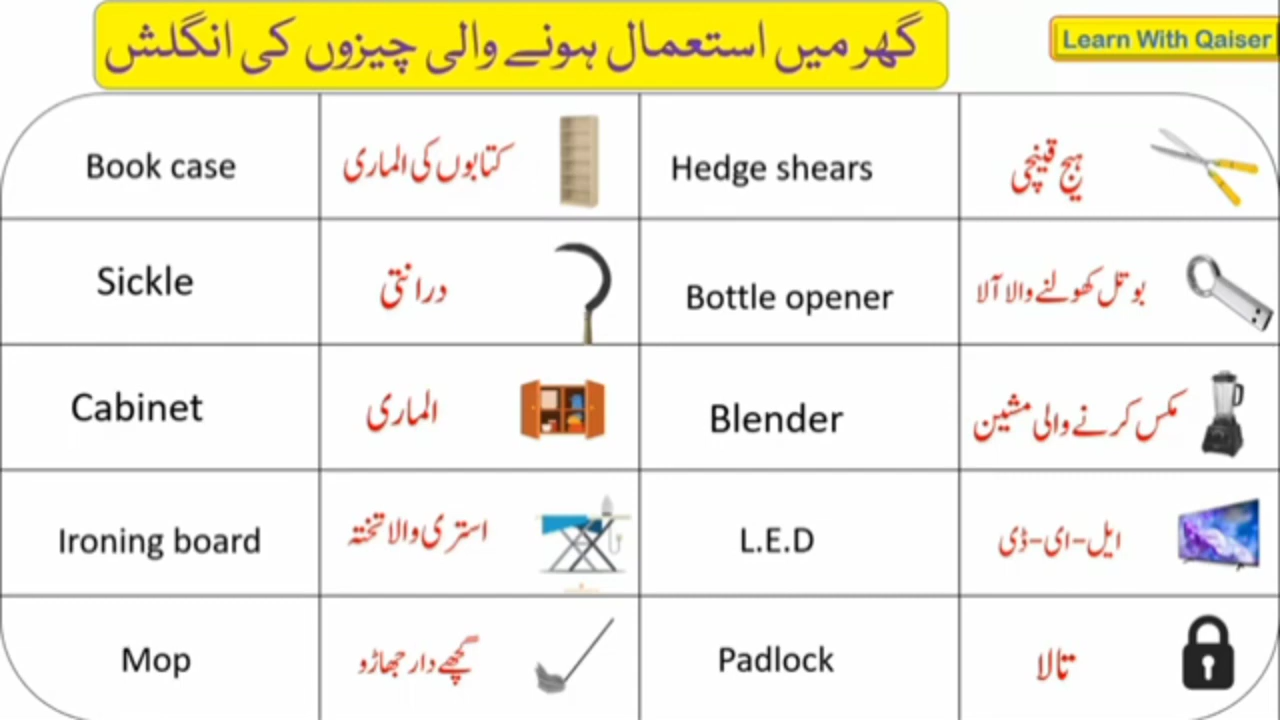 گھر میں استعمال ہونے والی چیزوں کی انگلش
Learn With Qaiser
Book case
کتابوں کی الماری
Hedge shears
ہیج قینچی
Sickle
درانتی
Bottle opener
بوتل کھولنے والا آلا
Cabinet
الماری
Blender
مکس کرنے والی مشین
Ironing board
استری والا تختہ
L.E.D
ایل-ای-ڈی
Mop
گچھے دار جھاڑو
Padlock
تالا